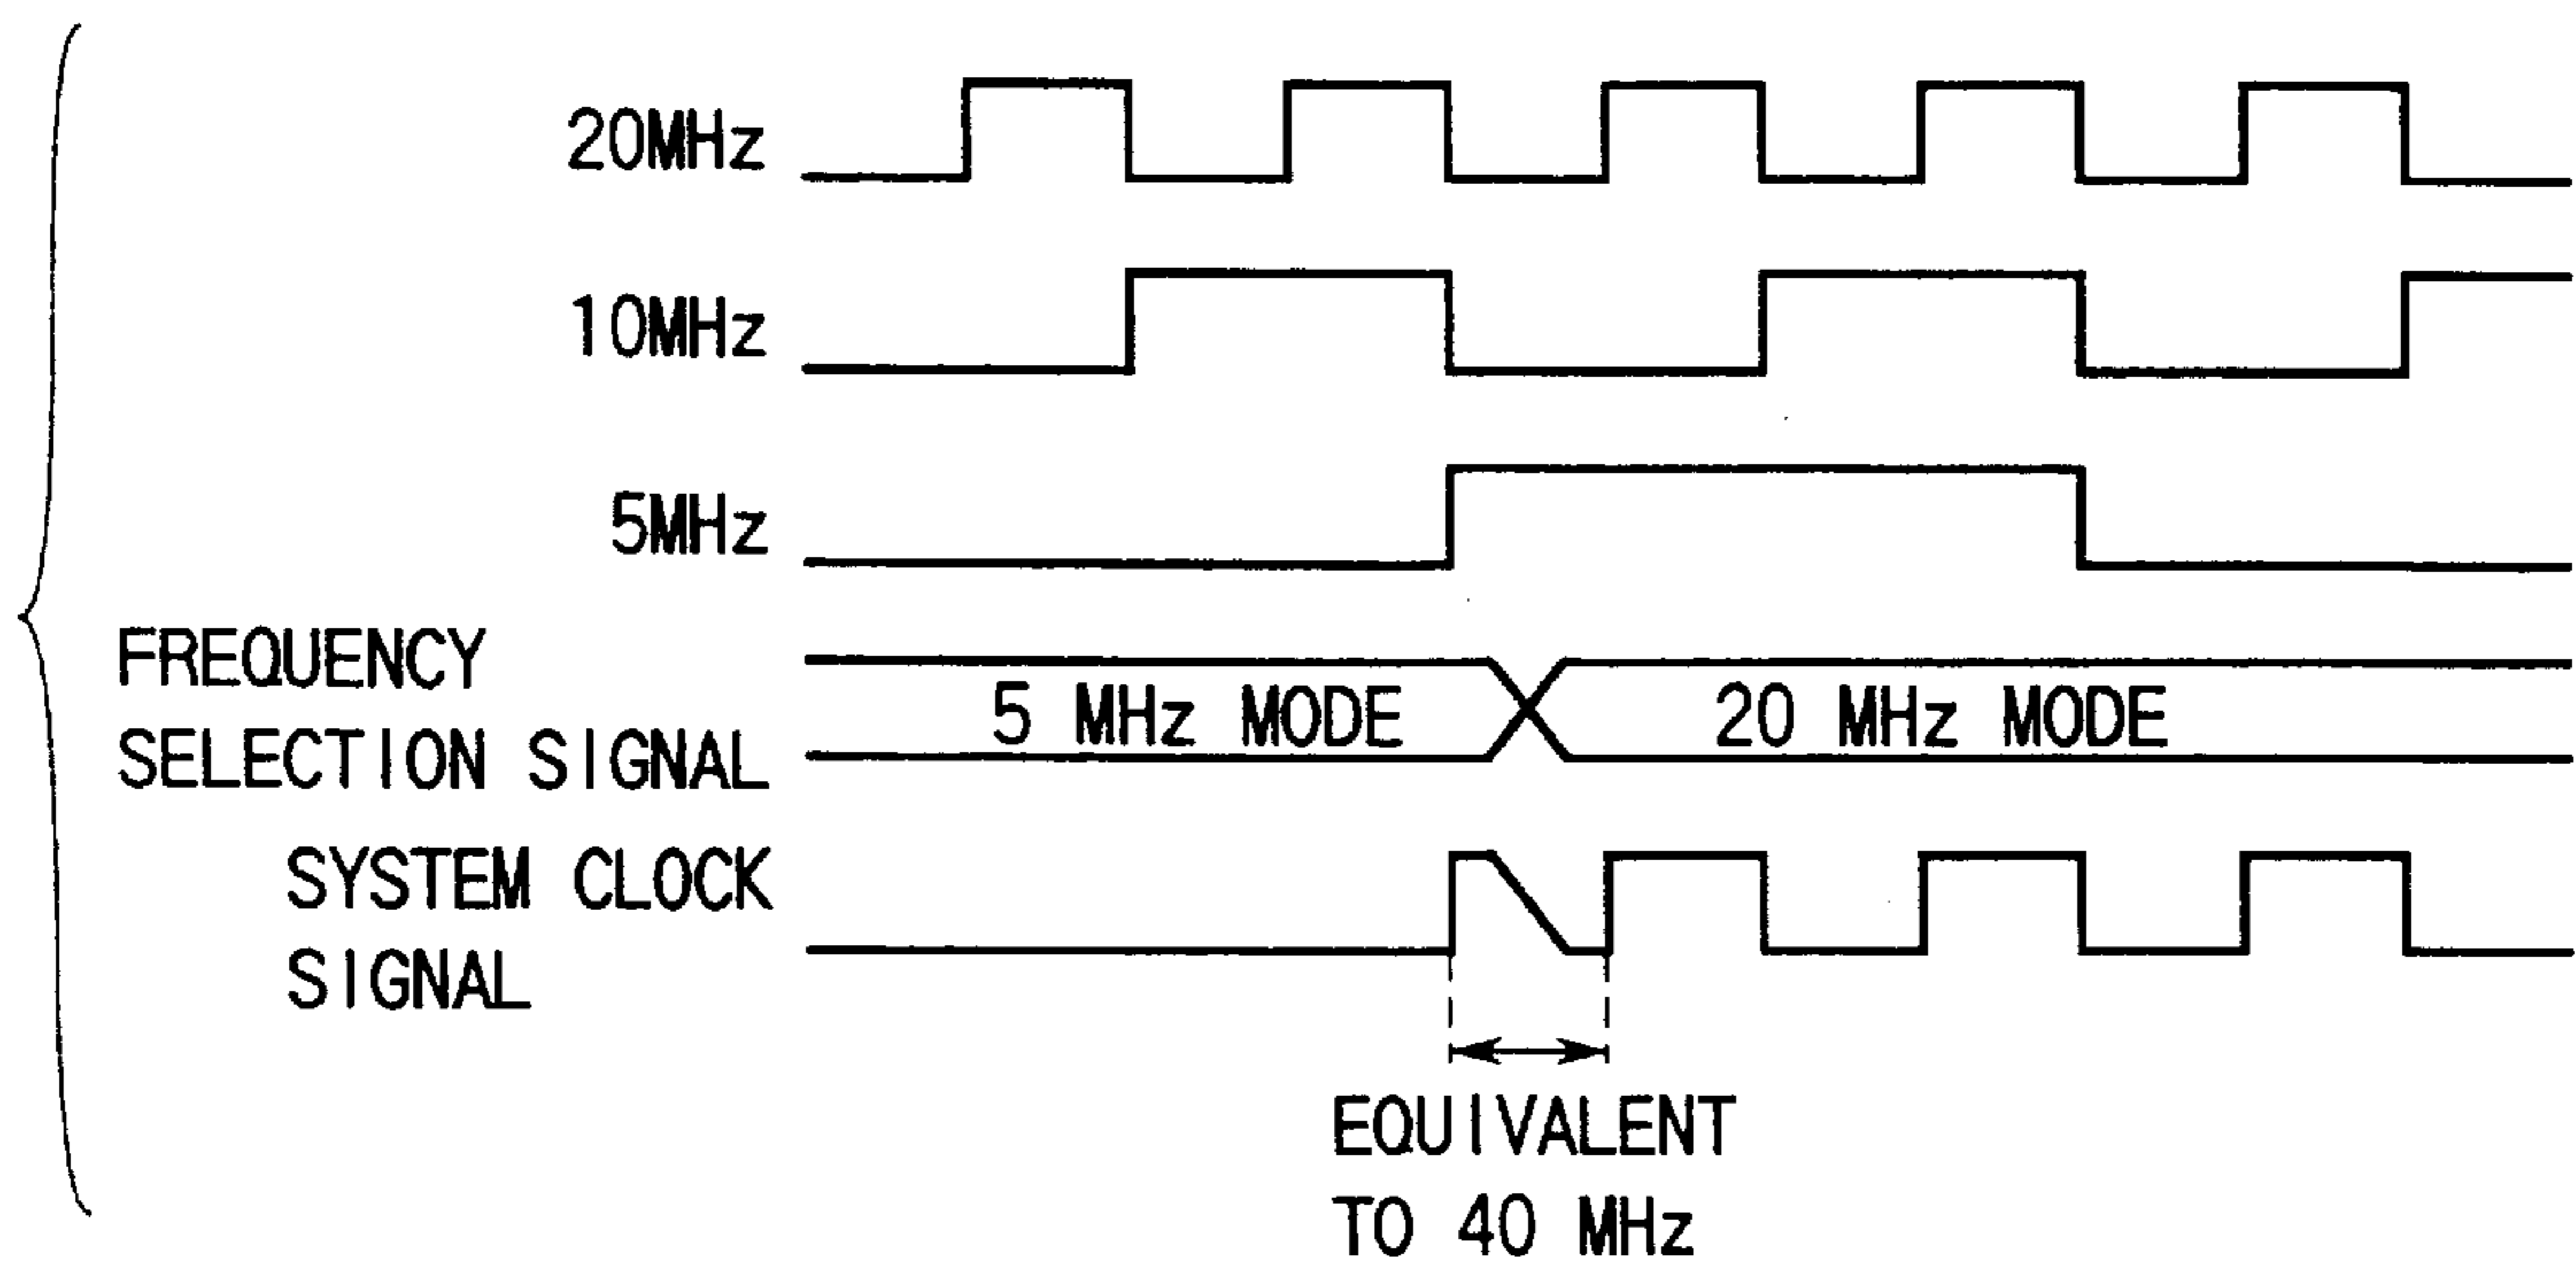 20MHz
10MHz
5MHz
FREQUENCY
SELECTION SIGNAL
5 MHz MODE
20 MHz MODE
SYSTEM CLOCK
SIGNAL
EQUIVALENT
TO 40 MHz